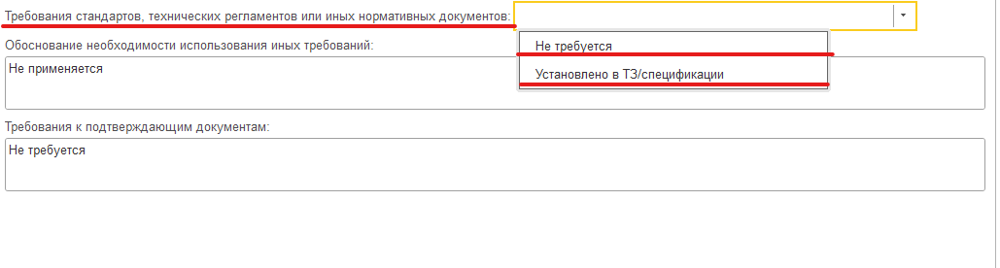 Требования стандартов, технических регламентов или иных нормативных документов:
Не требуется
Установлено в ТЗ/спецификации
Обоснование необходимости использования иных требований:
Не применяется
Требования к подтверждающим документам:
Не требуется